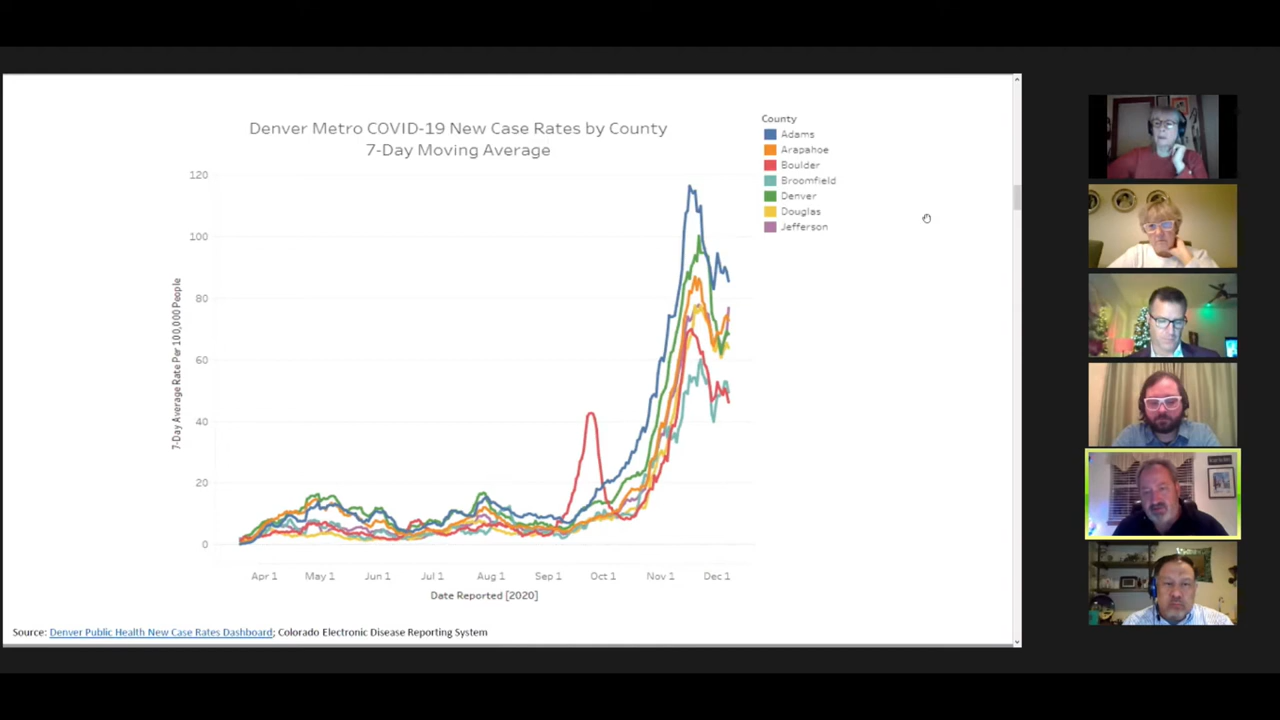 Denver Metro COVID-19 New Case Rates by County
7-Day Moving Average
County
Adams
Arapahoe
Boulder
Broomfield
Denver
Douglas
Jefferson
7-Day Average Rate Per 100,000 People
120
100
80
60
40
20
0
Apr 1 May 1 Jun 1 Jul 1 Aug 1 Sep 1 Oct 1 Nov 1 Dec 1
Date Reported [2020]
Source: Denver Public Health New Case Rates Dashboard; Colorado Electronic Disease Reporting System